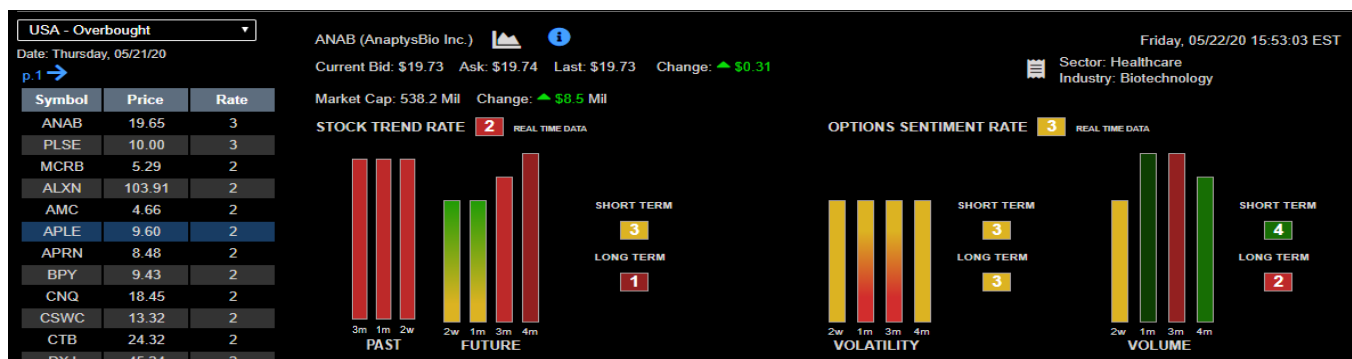 USA - Overbought
Date: Thursday, 05/21/20
p.1
Symbol Price Rate
ANAB 19.65 3
PLSE 10.00 3
MCRB 5.29 2
ALXN 103.91 2
AMC 4.66 2
APLE 9.60 2
APRN 8.48 2
BPY 9.43 2
CNQ 18.45 2
CSWC 13.32 2
CTB 24.32 2
ANAB (AnaptysBio Inc.)
Friday, 05/22/20 15:53:03 EST
Current Bid: $19.73 Ask: $19.74 Last: $19.73 Change: $0.31
Sector: Healthcare
Industry: Biotechnology
Market Cap: 538.2 Mil Change: $8.5 Mil
STOCK TREND RATE 2 REAL TIME DATA
SHORT TERM
3
LONG TERM
1
3m 1m 2w
PAST
2w 1m 3m 4m
FUTURE
OPTIONS SENTIMENT RATE 3 REAL TIME DATA
SHORT TERM
3
LONG TERM
3
2w 1m 3m 4m
VOLATILITY
SHORT TERM
4
LONG TERM
2
2w 1m 3m 4m
VOLUME